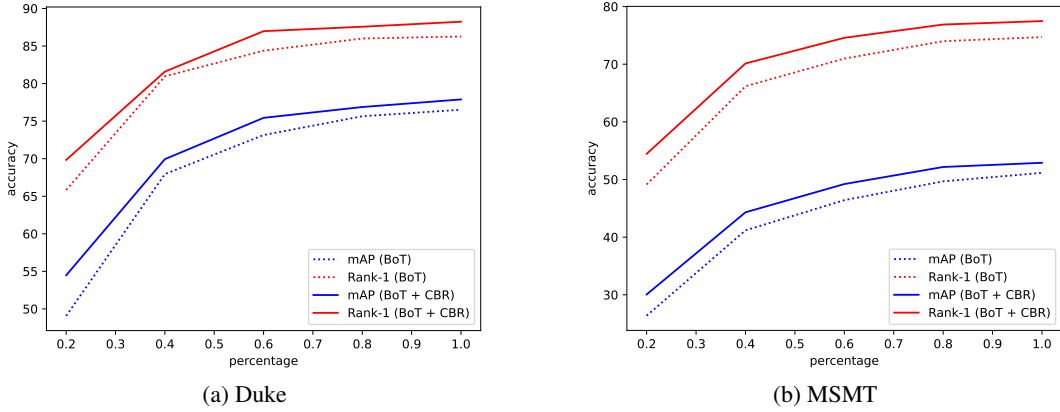 90
85
80
75
70
65
60
55
50
accuracy
0.2 0.3 0.4 0.5 0.6 0.7 0.8 0.9 1.0
percentage
mAP (BoT)
Rank-1 (BoT)
mAP (BoT + CBR)
Rank-1 (BoT + CBR)
(a) Duke
80
70
60
50
40
30
accuracy
0.2 0.3 0.4 0.5 0.6 0.7 0.8 0.9 1.0
percentage
mAP (BoT)
Rank-1 (BoT)
mAP (BoT + CBR)
Rank-1 (BoT + CBR)
(b) MSMT